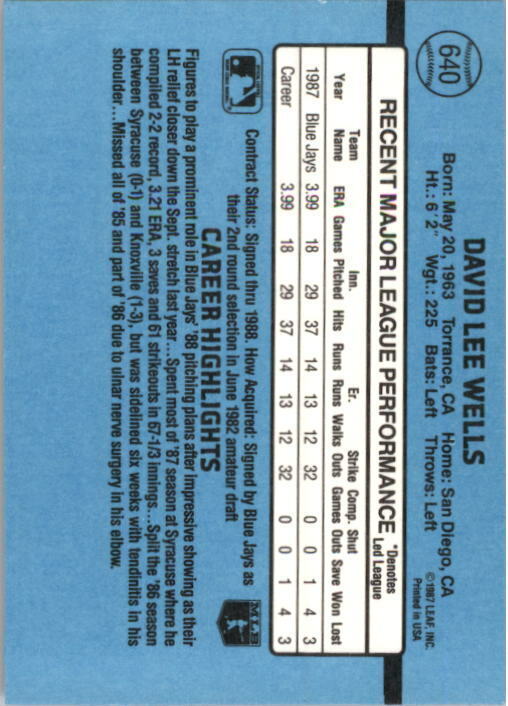 640
DAVID LEE WELLS
Born: May 20, 1963 Torrance, CA Home: San Diego, CA
Ht.: 6'2" Wgt.: 225 Bats: Left Throws: Left
©1987 LEAF, INC.
Printed in USA
RECENT MAJOR LEAGUE PERFORMANCE *Denotes Led League
Year Team Name ERA Games Inn. Pitched Hits Runs Er. Runs Walks Strike Outs Comp. Games Shut Outs Save Won Lost
1987 Blue Jays 3.99 18 29 37 14 13 12 32 0 0 1 4 3
Career 3.99 18 29 37 14 13 12 32 0 0 1 4 3
Contract Status: Signed thru 1988. How Acquired: Signed by Blue Jays as
their 2nd round selection in June 1982 amateur draft
MLBPA
CAREER HIGHLIGHTS
Figures to play a prominent role in Blue Jays' '88 pitching plans after impressive showing as their
LH relief closer down the Sept. stretch last year...Spent most of '87 season at Syracuse where he
compiled 2-2 record, 3.21 ERA, 3 saves and 61 strikeouts in 67-1/3 innings...Split the '86 season
between Syracuse (0-1) and Knoxville (1-3), but was sidelined six weeks with tendinitis in his
shoulder...Missed all of '85 and part of '86 due to ulnar nerve surgery in his elbow.